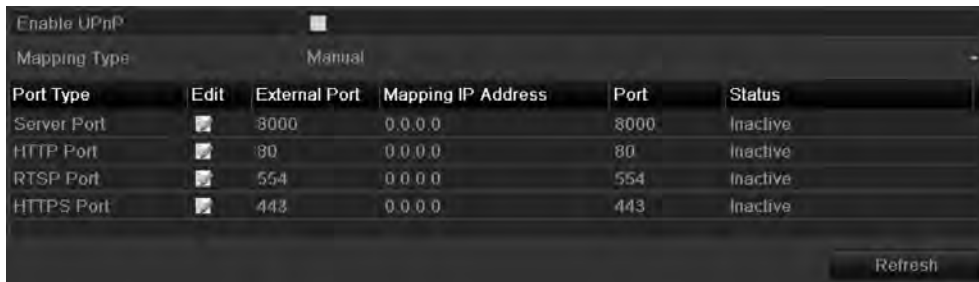 Enable UPnP
Mapping Type Manual
Port Type Edit External Port Mapping IP Address Port Status
Server Port 8000 0.0.0.0 8000 Inactive
HTTP Port 80 0.0.0.0 80 Inactive
RTSP Port 554 0.0.0.0 554 Inactive
HTTPS Port 443 0.0.0.0 443 Inactive
Refresh